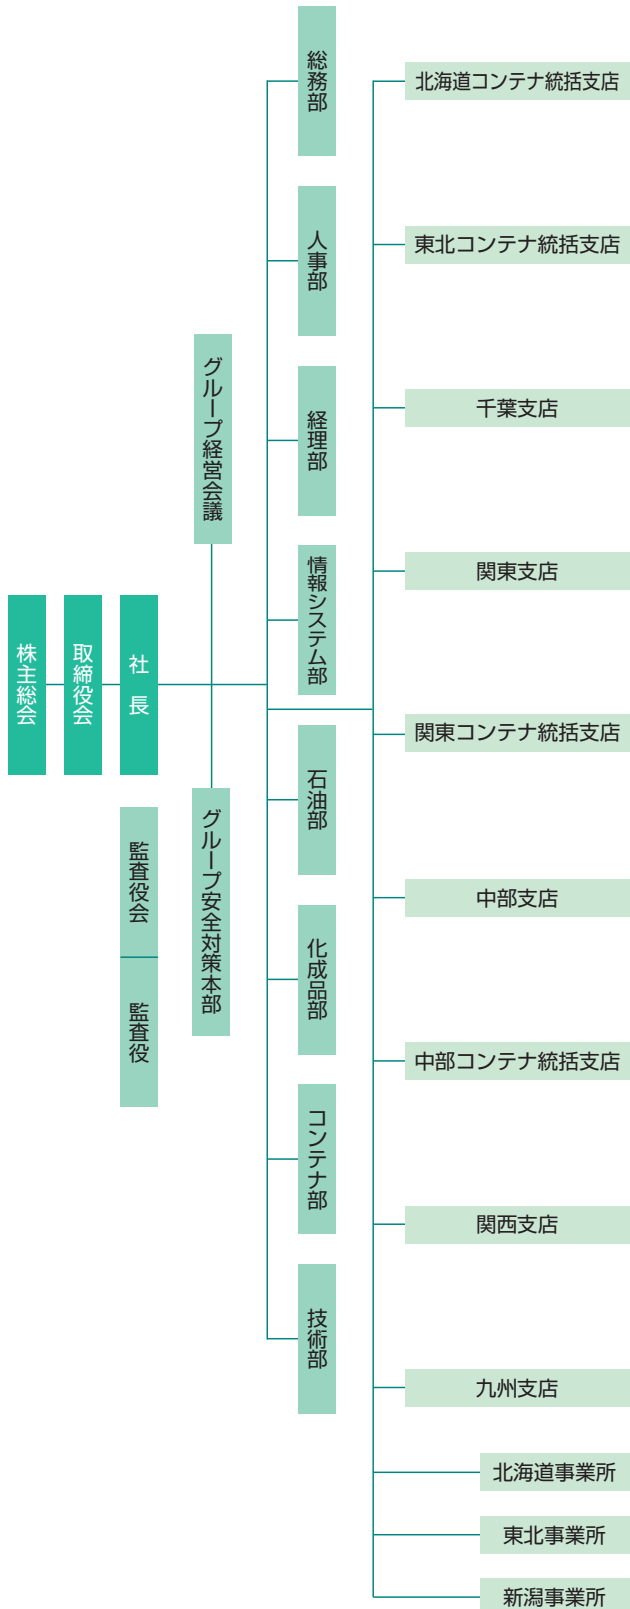 株主総会
取締役会
社長
監査役会
監査役
グループ経営会議
グループ安全対策本部
総務部
人事部
経理部
情報システム部
石油部
化成品部
コンテナ部
技術部
北海道コンテナ統括支店
東北コンテナ統括支店
千葉支店
関東支店
関東コンテナ統括支店
中部支店
中部コンテナ統括支店
関西支店
九州支店
北海道事業所
東北事業所
新潟事業所